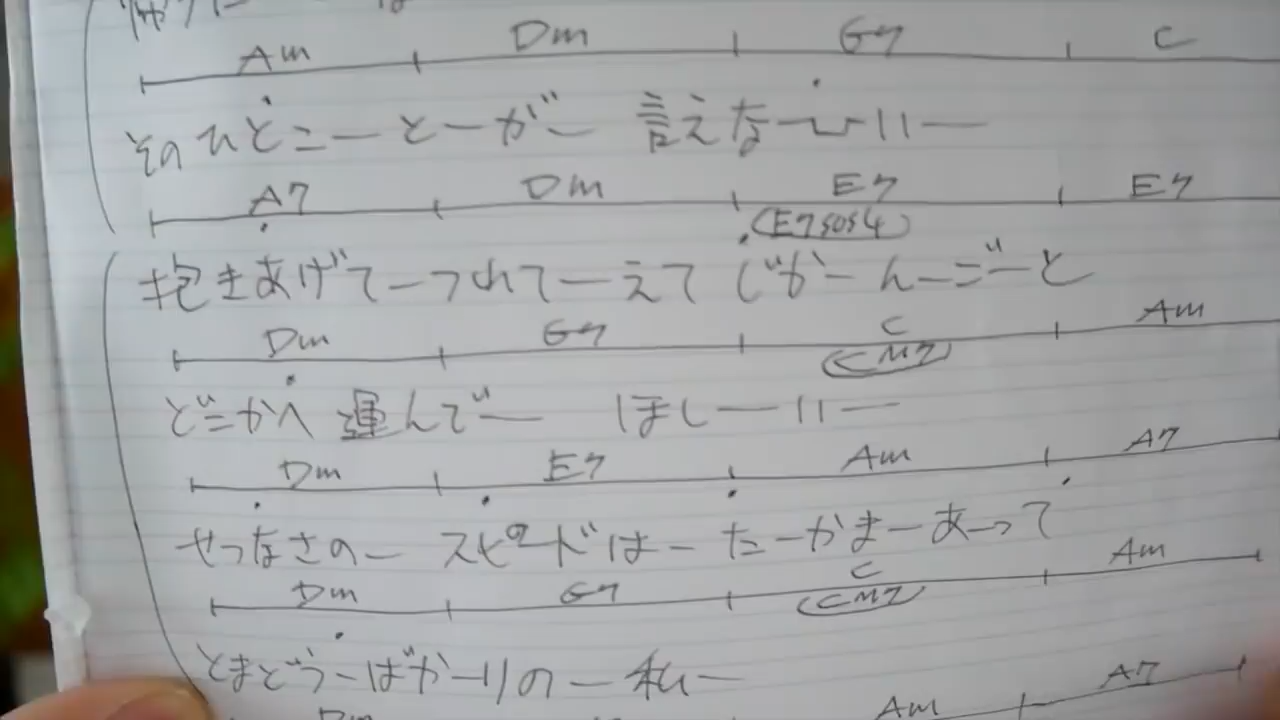 Am Dm G7 C
そのひとこーとーがー 言えなーいーー
A7 Dm E7 E7
(E7sus4)
抱きあげてーつれてーえて じかーんーごーと
Dm G7 C Am
(CM7)
どこかへ 運んでー ほしーーー
Dm E7 Am A7
せつなさのー スピードはー たーかまーあって
Dm G7 C Am
(CM7)
とまどうーばかーりのー私ー
Dm Am A7